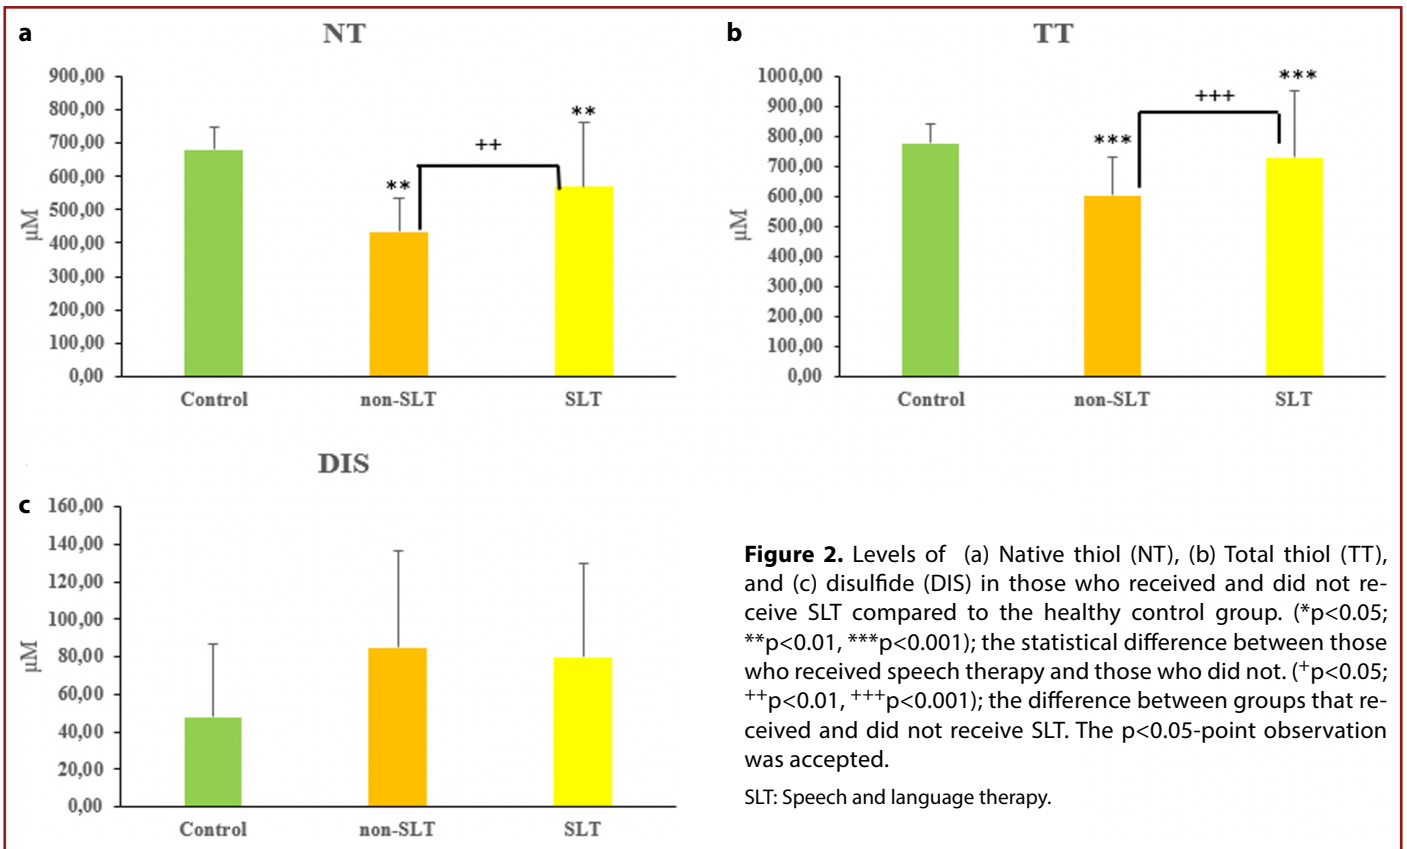 a
NT
900,00
800,00
700,00
600,00
500,00
400,00
300,00
200,00
100,00
0,00
µM
**
++
**
Control non-SLT SLT
b
TT
1000,00
900,00
800,00
700,00
600,00
500,00
400,00
300,00
200,00
100,00
0,00
µM
***
+++
***
Control non-SLT SLT
DIS
c
160,00
140,00
120,00
100,00
80,00
60,00
40,00
20,00
0,00
µM
Control non-SLT SLT
Figure 2. Levels of (a) Native thiol (NT), (b) Total thiol (TT),
and (c) disulfide (DIS) in those who received and did not re-
ceive SLT compared to the healthy control group. (*p<0.05;
**p<0.01, ***p<0.001); the statistical difference between those
who received speech therapy and those who did not. (+p<0.05;
++p<0.01, +++p<0.001); the difference between groups that re-
ceived and did not receive SLT. The p<0.05-point observation
was accepted.
SLT: Speech and language therapy.